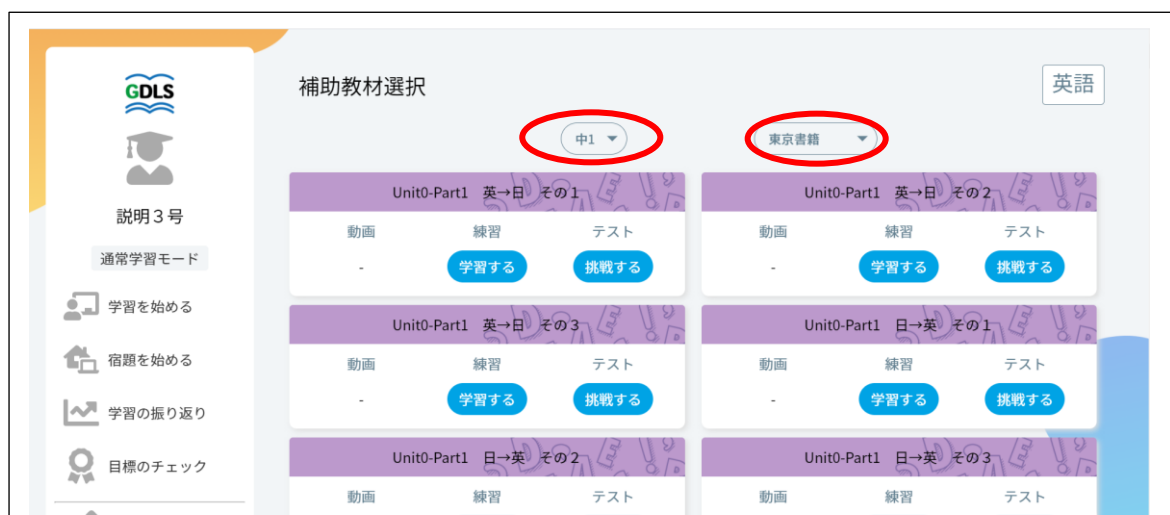 GDLS
説明3号
通常学習モード
学習を始める
宿題を始める
学習の振り返り
目標のチェック
補助教材選択
英語
中1
東京書籍
Unit0-Part1 英→日 その1
動画 練習 テスト
- 学習する 挑戦する
Unit0-Part1 英→日 その2
動画 練習 テスト
- 学習する 挑戦する
Unit0-Part1 英→日 その3
動画 練習 テスト
- 学習する 挑戦する
Unit0-Part1 日→英 その1
動画 練習 テスト
- 学習する 挑戦する
Unit0-Part1 日→英 その2
動画 練習 テスト
Unit0-Part1 日→英 その3
動画 練習 テスト